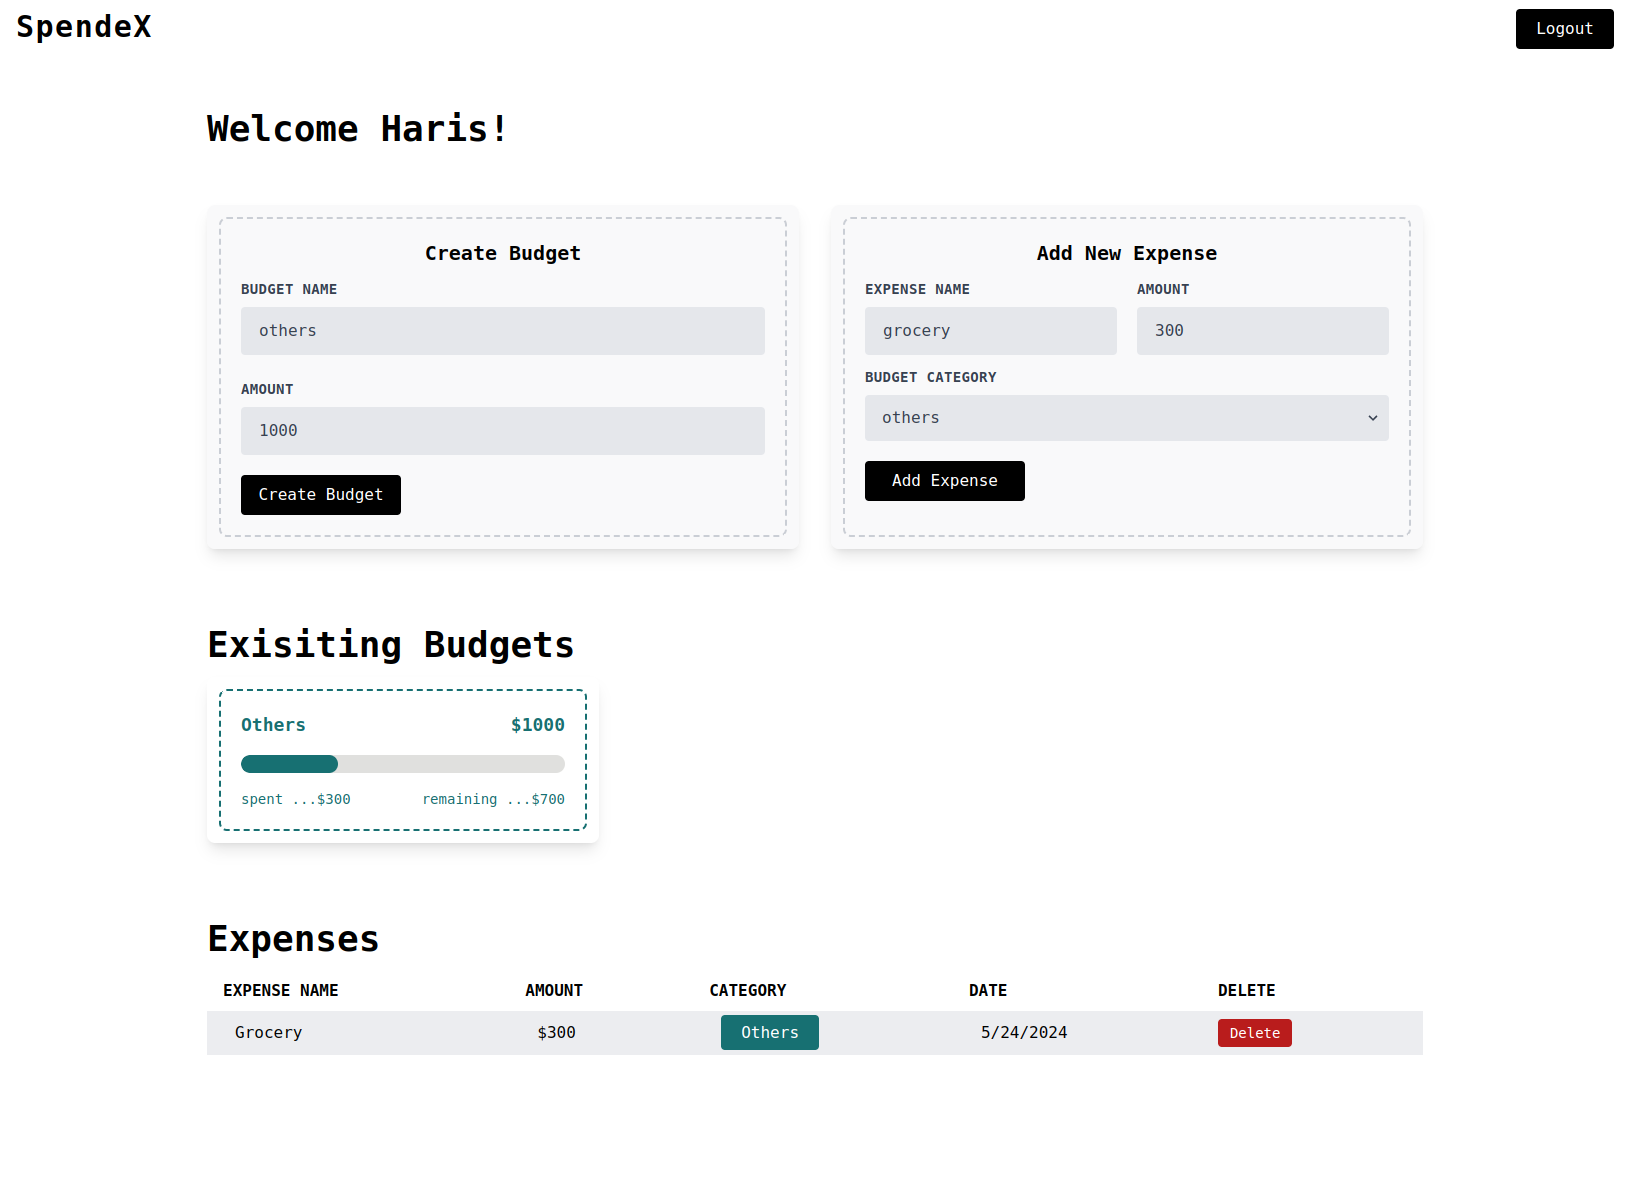 SpendeX
Logout
Welcome Haris!
Create Budget
BUDGET NAME
others
AMOUNT
1000
Create Budget
Add New Expense
EXPENSE NAME AMOUNT
grocery 300
BUDGET CATEGORY
others
Add Expense
Exisiting Budgets
Others $1000
spent ...$300 remaining ...$700
Expenses
EXPENSE NAME AMOUNT CATEGORY DATE DELETE
Grocery $300 Others 5/24/2024 Delete